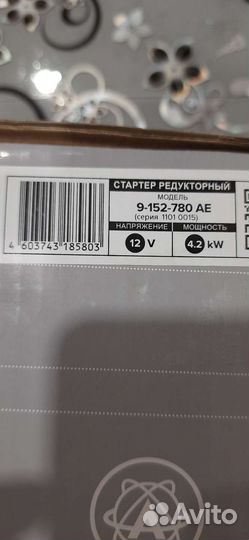 СТАРТЕР РЕДУКТОРНЫЙ
МОДЕЛЬ
9-152-780 AE
(серия 1101 0015)
НАПРЯЖЕНИЕ МОЩНОСТЬ
12 V 4.2 kW
4 603743 185803
A
Avito